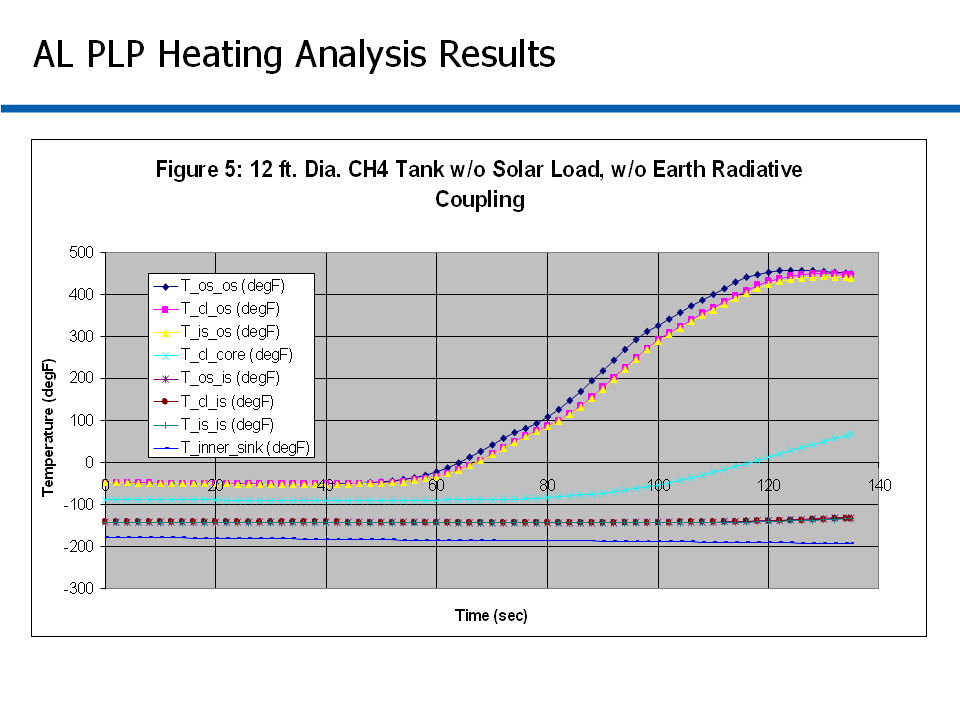 AL PLP Heating Analysis Results
Figure 5: 12 ft. Dia. CH4 Tank w/o Solar Load, w/o Earth Radiative
Coupling
500
400
300
200
100
0
-100
-200
-300
Temperature (degF)
T_os_os (degF)
T_cl_os (degF)
T_is_os (degF)
T_cl_core (degF)
T_os_is (degF)
T_cl_is (degF)
T_is_is (degF)
T_inner_sink (degF)
0
20
40
60
80
100
120
140
Time (sec)